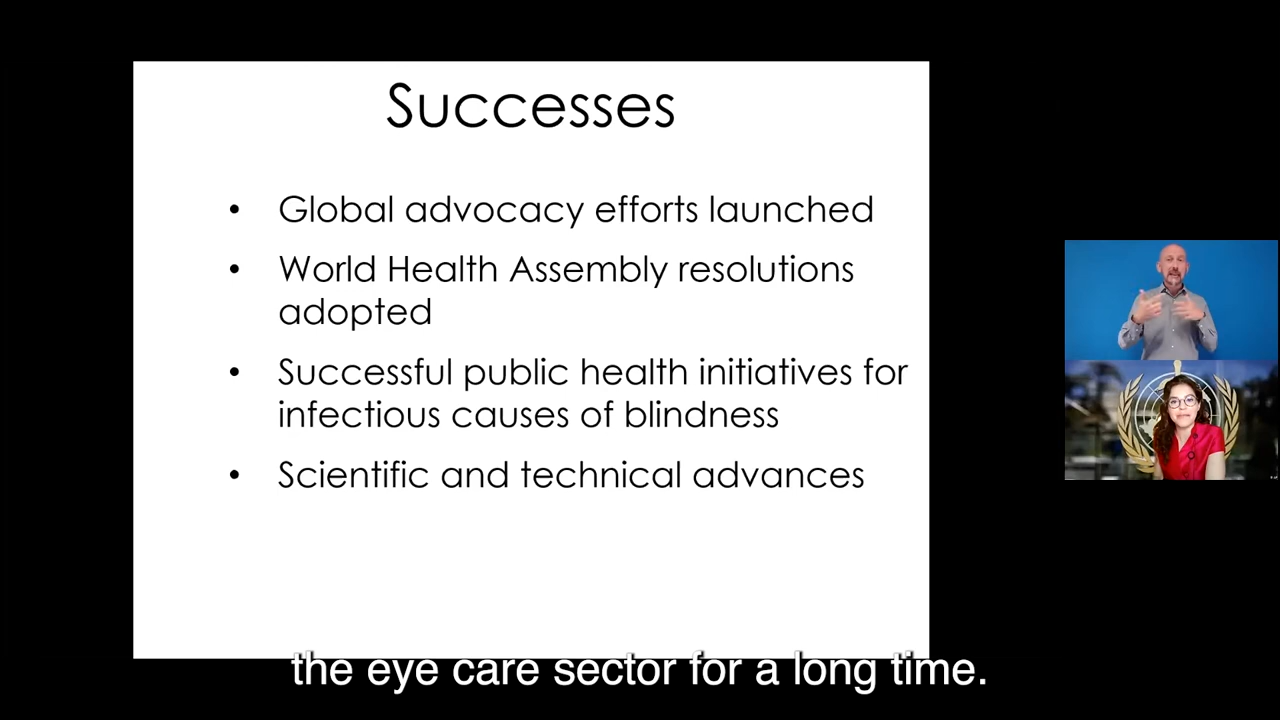 Successes
• Global advocacy efforts launched
• World Health Assembly resolutions
adopted
• Successful public health initiatives for
infectious causes of blindness
• Scientific and technical advances
the eye care sector for a long time.